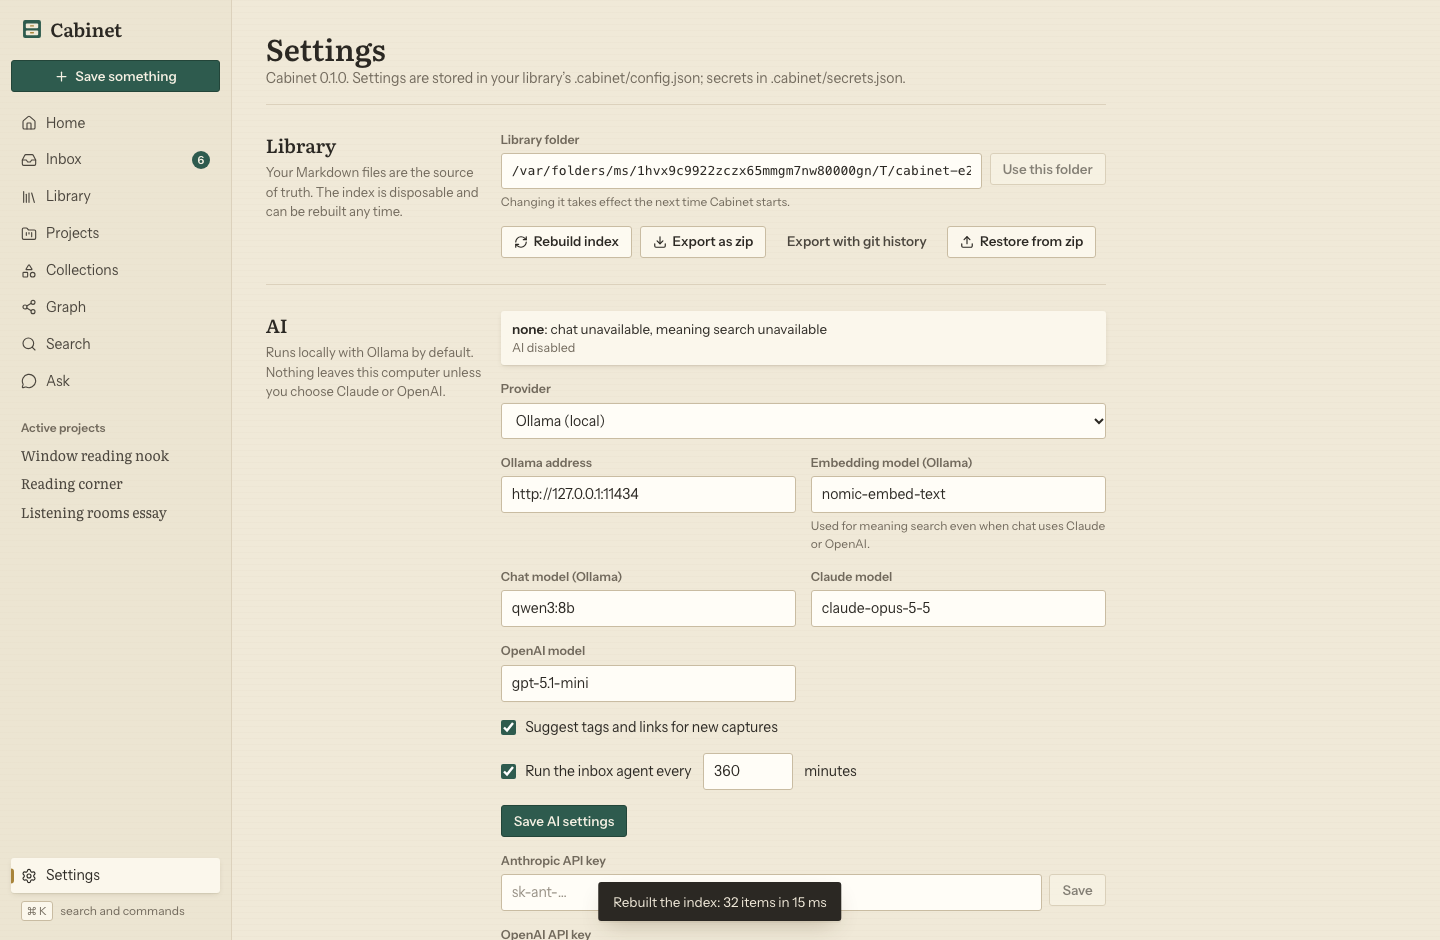 Cabinet
Save something
Home
Inbox
6
Library
Projects
Collections
Graph
Search
Ask
Active projects
Window reading nook
Reading corner
Listening rooms essay
Settings
⌘ K
search and commands
Settings
Cabinet 0.1.0. Settings are stored in your library’s .cabinet/config.json; secrets in .cabinet/secrets.json.
Library
Your Markdown files are the source
of truth. The index is disposable and
can be rebuilt any time.
Library folder
/var/folders/ms/1hvx9c9922zczx65mmgm7nw80000gn/T/cabinet-e2
Use this folder
Changing it takes effect the next time Cabinet starts.
Rebuild index
Export as zip
Export with git history
Restore from zip
AI
Runs locally with Ollama by default.
Nothing leaves this computer unless
you choose Claude or OpenAI.
none: chat unavailable, meaning search unavailable
AI disabled
Provider
Ollama (local)
Ollama address
http://127.0.0.1:11434
Embedding model (Ollama)
nomic-embed-text
Used for meaning search even when chat uses Claude
or OpenAI.
Chat model (Ollama)
qwen3:8b
Claude model
claude-opus-5-5
OpenAI model
gpt-5.1-mini
Suggest tags and links for new captures
Run the inbox agent every
360
minutes
Save AI settings
Anthropic API key
sk-ant-...
Save
Rebuilt the index: 32 items in 15 ms
OpenAI API key